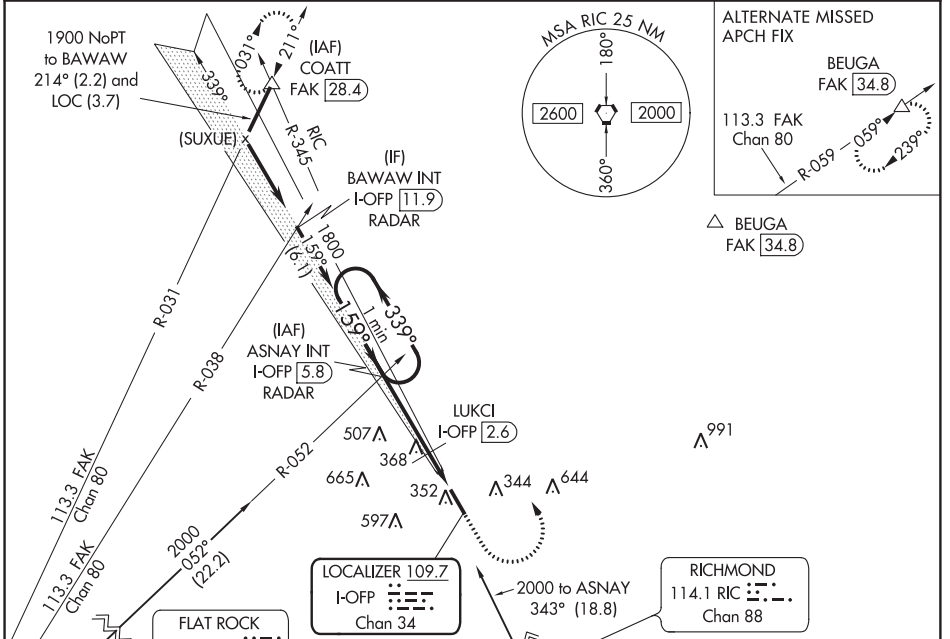 1900 NoPT
to BAWAW
214° (2.2) and
LOC (3.7)
339°
031°
211°
(IAF)
COATT
FAK 28.4
(SUXUE)
RIC
R-345
(IF)
BAWAW INT
I-OFP 11.9
RADAR
MSA RIC 25 NM
180°
2600
2000
360°
ALTERNATE MISSED
APCH FIX
BEUGA
FAK 34.8
113.3 FAK
Chan 80
R-059
059°
239°
BEUGA
FAK 34.8
1800
159°
(6.1)
1 min
159°
339°
(IAF)
ASNAY INT
I-OFP 5.8
RADAR
R-031
R-038
R-052
LUKCI
I-OFP 2.6
507
368
665
352
344
644
597
991
113.3 FAK
Chan 80
113.3 FAK
Chan 80
2000
052°
(22.2)
LOCALIZER 109.7
I-OFP
Chan 34
2000 to ASNAY
343° (18.8)
RICHMOND
114.1 RIC
Chan 88
FLAT ROCK